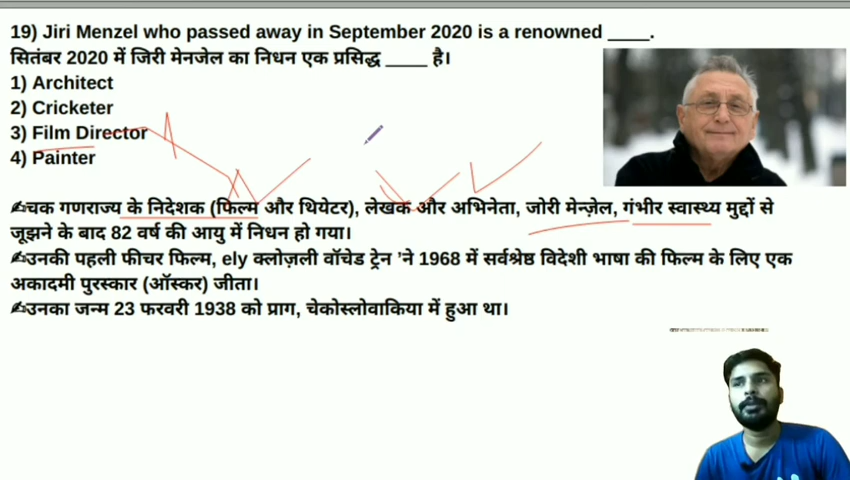 19) Jiri Menzel who passed away in September 2020 is a renowned ____.
सितंबर 2020 में जिरी मेनजेल का निधन एक प्रसिद्ध ____ है।
1) Architect
2) Cricketer
3) Film Director
4) Painter
✍चक गणराज्य के निदेशक (फिल्म और थियेटर), लेखक और अभिनेता, जोरी मेन्ज़ेल, गंभीर स्वास्थ्य मुद्दों से
जूझने के बाद 82 वर्ष की आयु में निधन हो गया।
✍उनकी पहली फीचर फिल्म, ely क्लोज़ली वॉचेड ट्रेन 'ने 1968 में सर्वश्रेष्ठ विदेशी भाषा की फिल्म के लिए एक
अकादमी पुरस्कार (ऑस्कर) जीता।
✍उनका जन्म 23 फरवरी 1938 को प्राग, चेकोस्लोवाकिया में हुआ था।